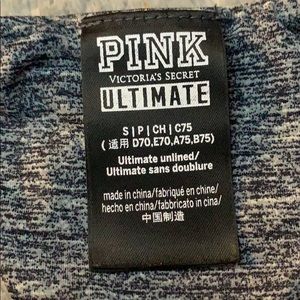 PINK
VICTORIA'S SECRET
ULTIMATE
S | P | CH | C75
(适用 D70,E70,A75,B75)
Ultimate unlined/
Ultimate sans doublure
made in china/fabriqué en chine/
hecho en china/fabbricato in cina/
中国制造